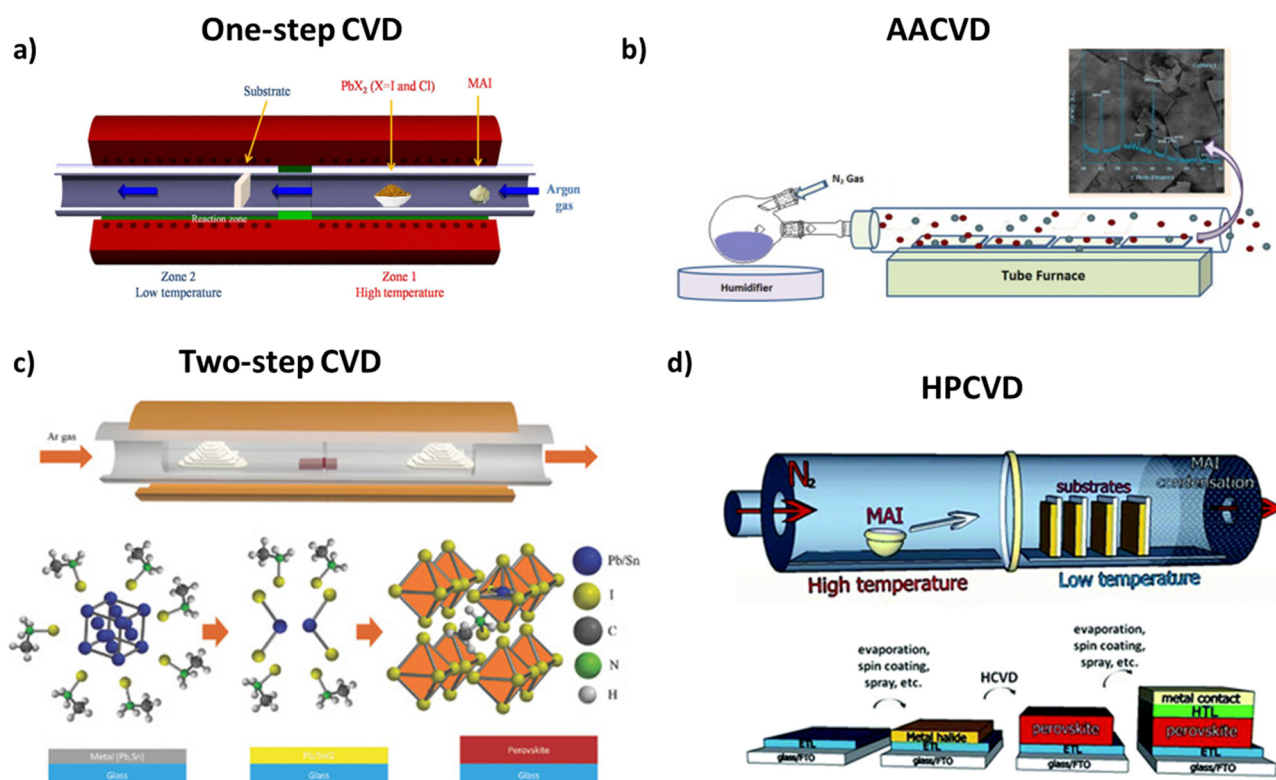 One-step CVD
a)
Substrate
PbX₂ (X=I and Cl)
MAI
Argon
gas
Reaction zone
Zone 2
Low temperature
Zone 1
High temperature
AACVD
b)
N₂ Gas
Humidifier
Tube Furnace
Two-step CVD
c)
Ar gas
Pb/Sn
I
C
N
H
Metal (Pb,Sn)
Glass
Glass
Perovskite
Glass
d)
HPCVD
N₂
MAI
substrates
MAI
condensation
High temperature
Low temperature
evaporation,
spin coating,
spray, etc.
HCVD
evaporation,
spin coating,
spray, etc.
ETL
glass/FTO
Metal halide
ETL
glass/FTO
perovskite
ETL
glass/FTO
metal contact
HTL
perovskite
ETL
glass/FTO